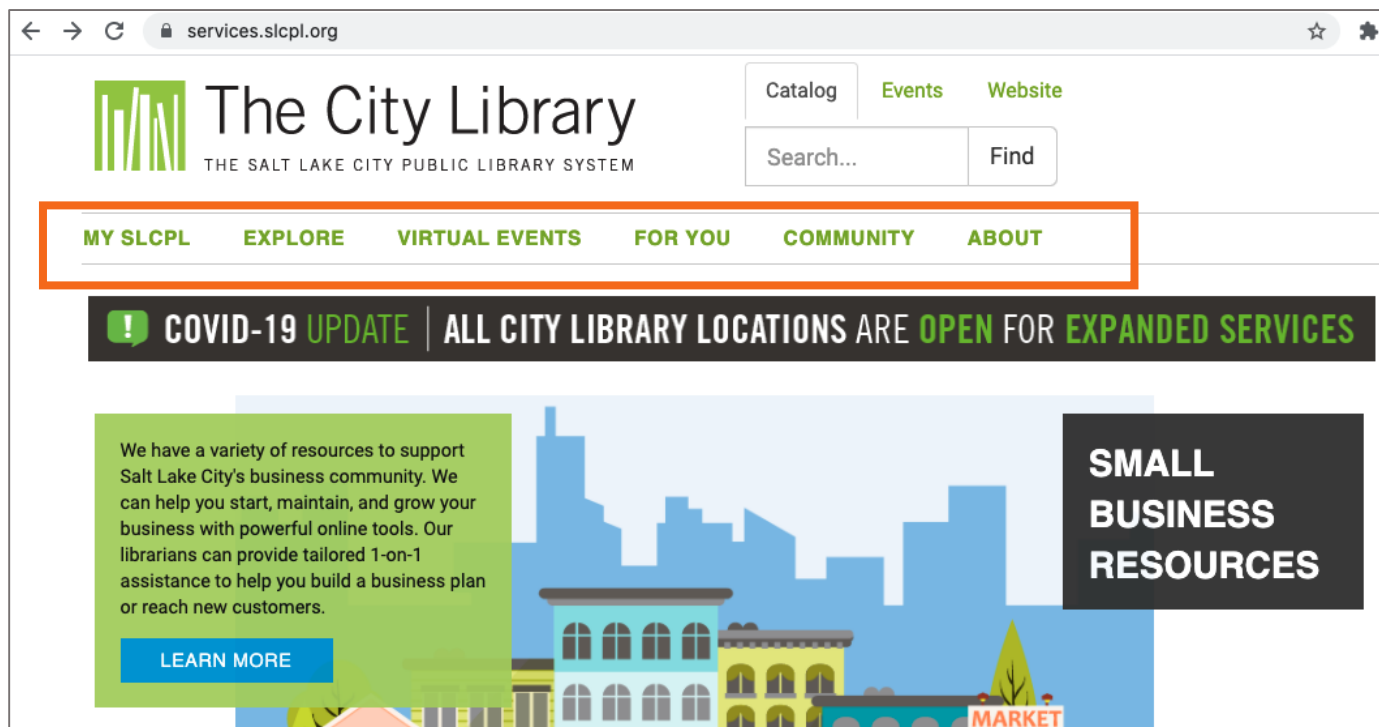 services.slcpl.org
The City Library
THE SALT LAKE CITY PUBLIC LIBRARY SYSTEM
Catalog Events Website
Search... Find
MY SLCPL EXPLORE VIRTUAL EVENTS FOR YOU COMMUNITY ABOUT
! COVID-19 UPDATE | ALL CITY LIBRARY LOCATIONS ARE OPEN FOR EXPANDED SERVICES
We have a variety of resources to support
Salt Lake City's business community. We
can help you start, maintain, and grow your
business with powerful online tools. Our
librarians can provide tailored 1-on-1
assistance to help you build a business plan
or reach new customers.
LEARN MORE
SMALL
BUSINESS
RESOURCES
MARKET